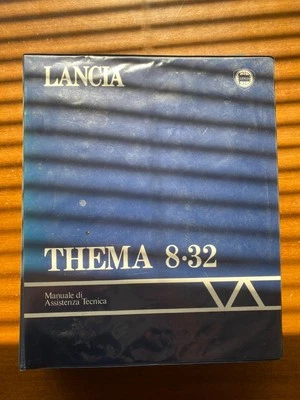 LANCIA
THEMA 8·32
Manuale di
Assistenza Tecnica